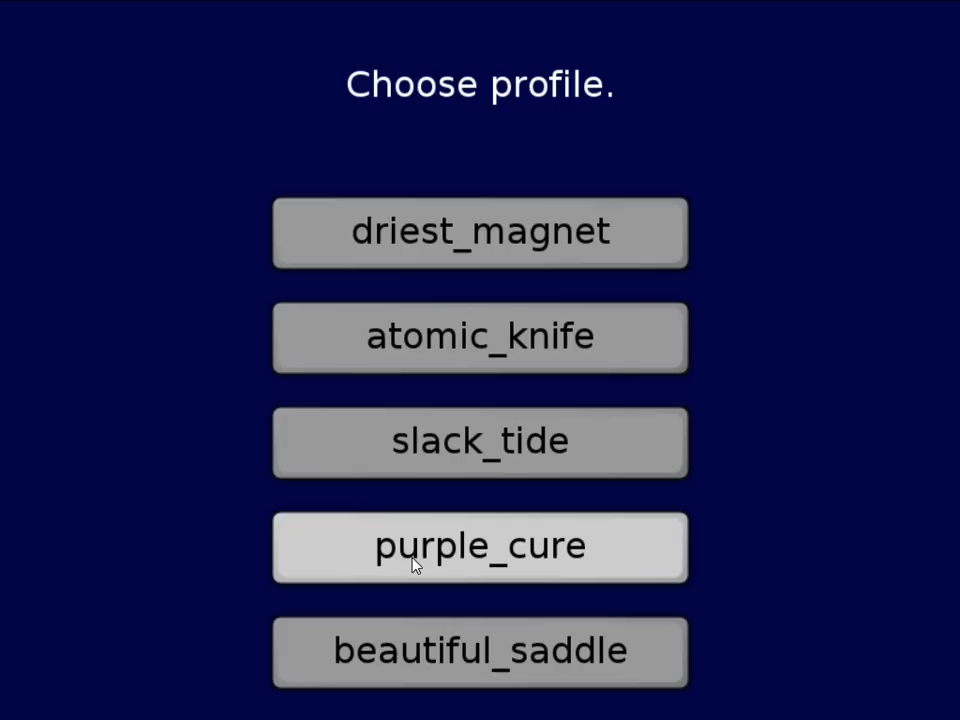 Choose profile.
driest_magnet
atomic_knife
slack_tide
purple_cure
beautiful_saddle